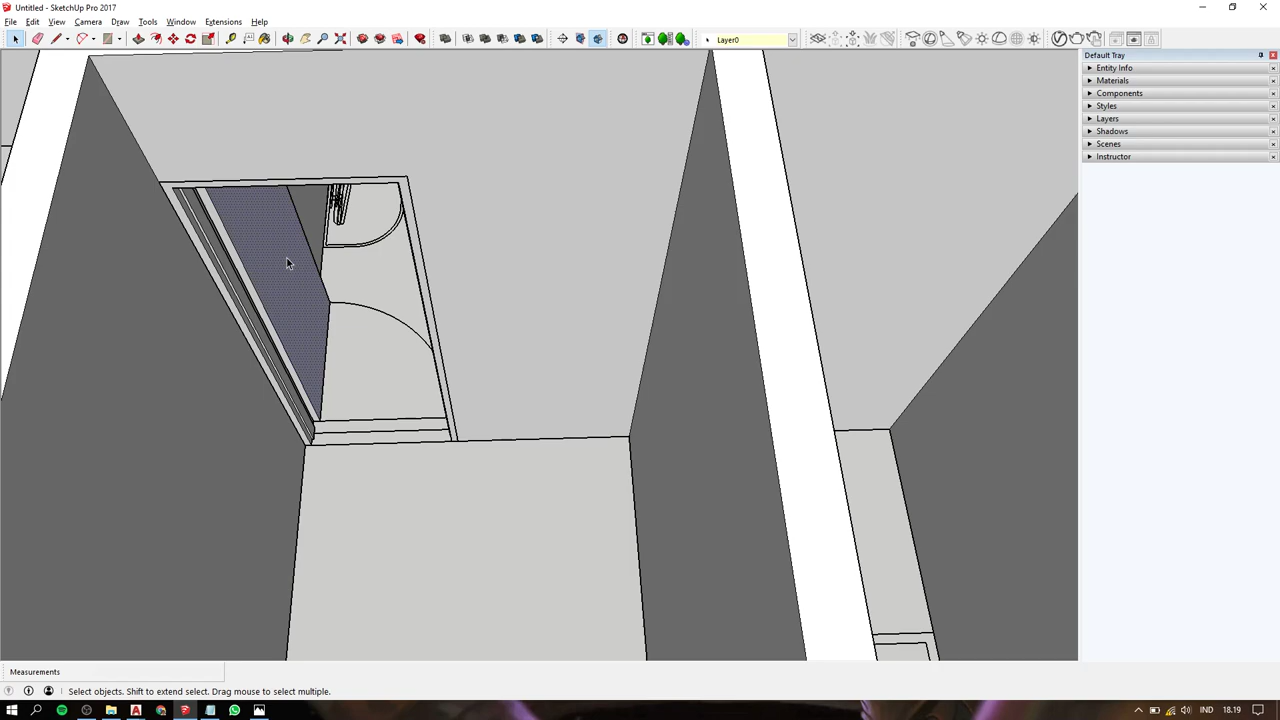 Untitled - SketchUp Pro 2017
File Edit View Camera Draw Tools Window Extensions Help
Layer0
Default Tray
Entity Info
Materials
Components
Styles
Layers
Shadows
Scenes
Instructor
Measurements
Select objects. Shift to extend select. Drag mouse to select multiple.
IND 18.19